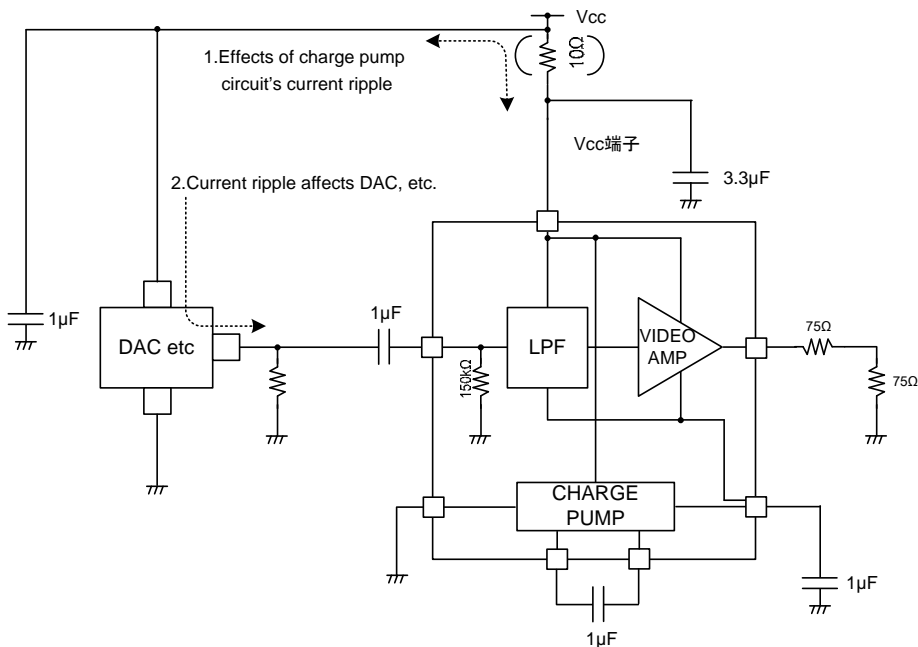 Vcc
1.Effects of charge pump
circuit's current ripple
(10Ω)
Vcc端子
3.3µF
2.Current ripple affects DAC, etc.
1µF
DAC etc
1µF
150kΩ
LPF
VIDEO
AMP
75Ω
75Ω
CHARGE
PUMP
1µF
1µF